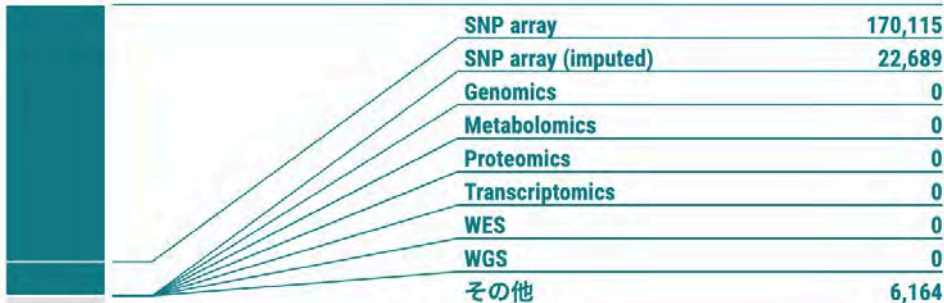 SNP array 170,115
SNP array (imputed) 22,689
Genomics 0
Metabolomics 0
Proteomics 0
Transcriptomics 0
WES 0
WGS 0
その他 6,164